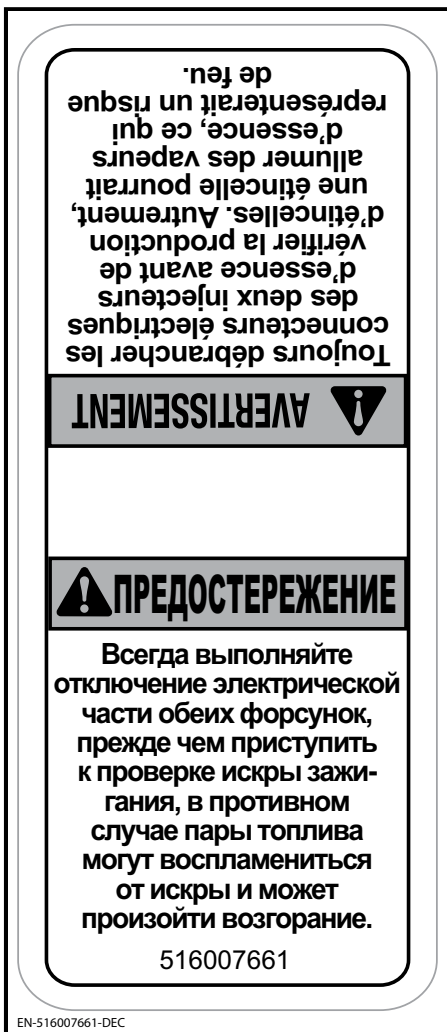 AVERTISSEMENT
Toujours débrancher les
connecteurs électriques
des deux injecteurs
d'essence avant de
vérifier la production
d'étincelles. Autrement,
une étincelle pourrait
allumer des vapeurs
d'essence, ce qui
représenterait un risque
de feu.
ПРЕДОСТЕРЕЖЕНИЕ
Всегда выполняйте
отключение электрической
части обеих форсунок,
прежде чем приступить
к проверке искры зажи-
гания, в противном
случае пары топлива
могут воспламениться
от искры и может
произойти возгорание.
516007661
EN-516007661-DEC